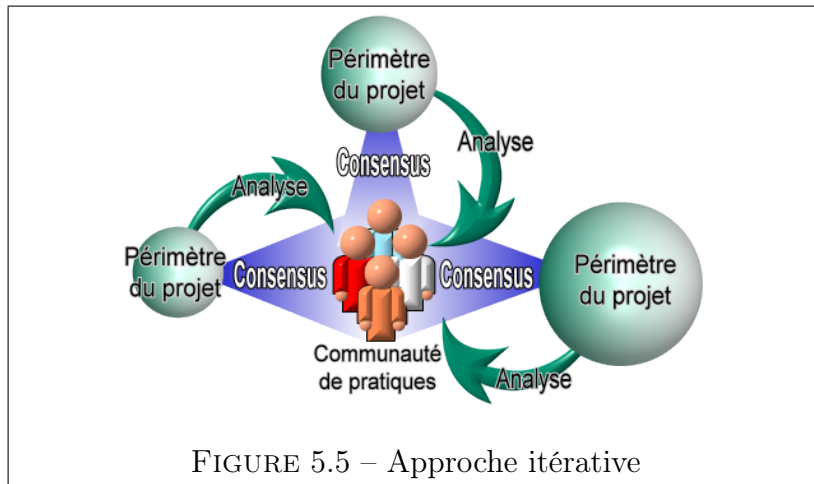 Périmètre
du projet
Analyse
Consensus
Analyse
Périmètre
du projet
Consensus
Consensus
Périmètre
du projet
Communauté
de pratiques
Analyse
FIGURE 5.5 – Approche itérative